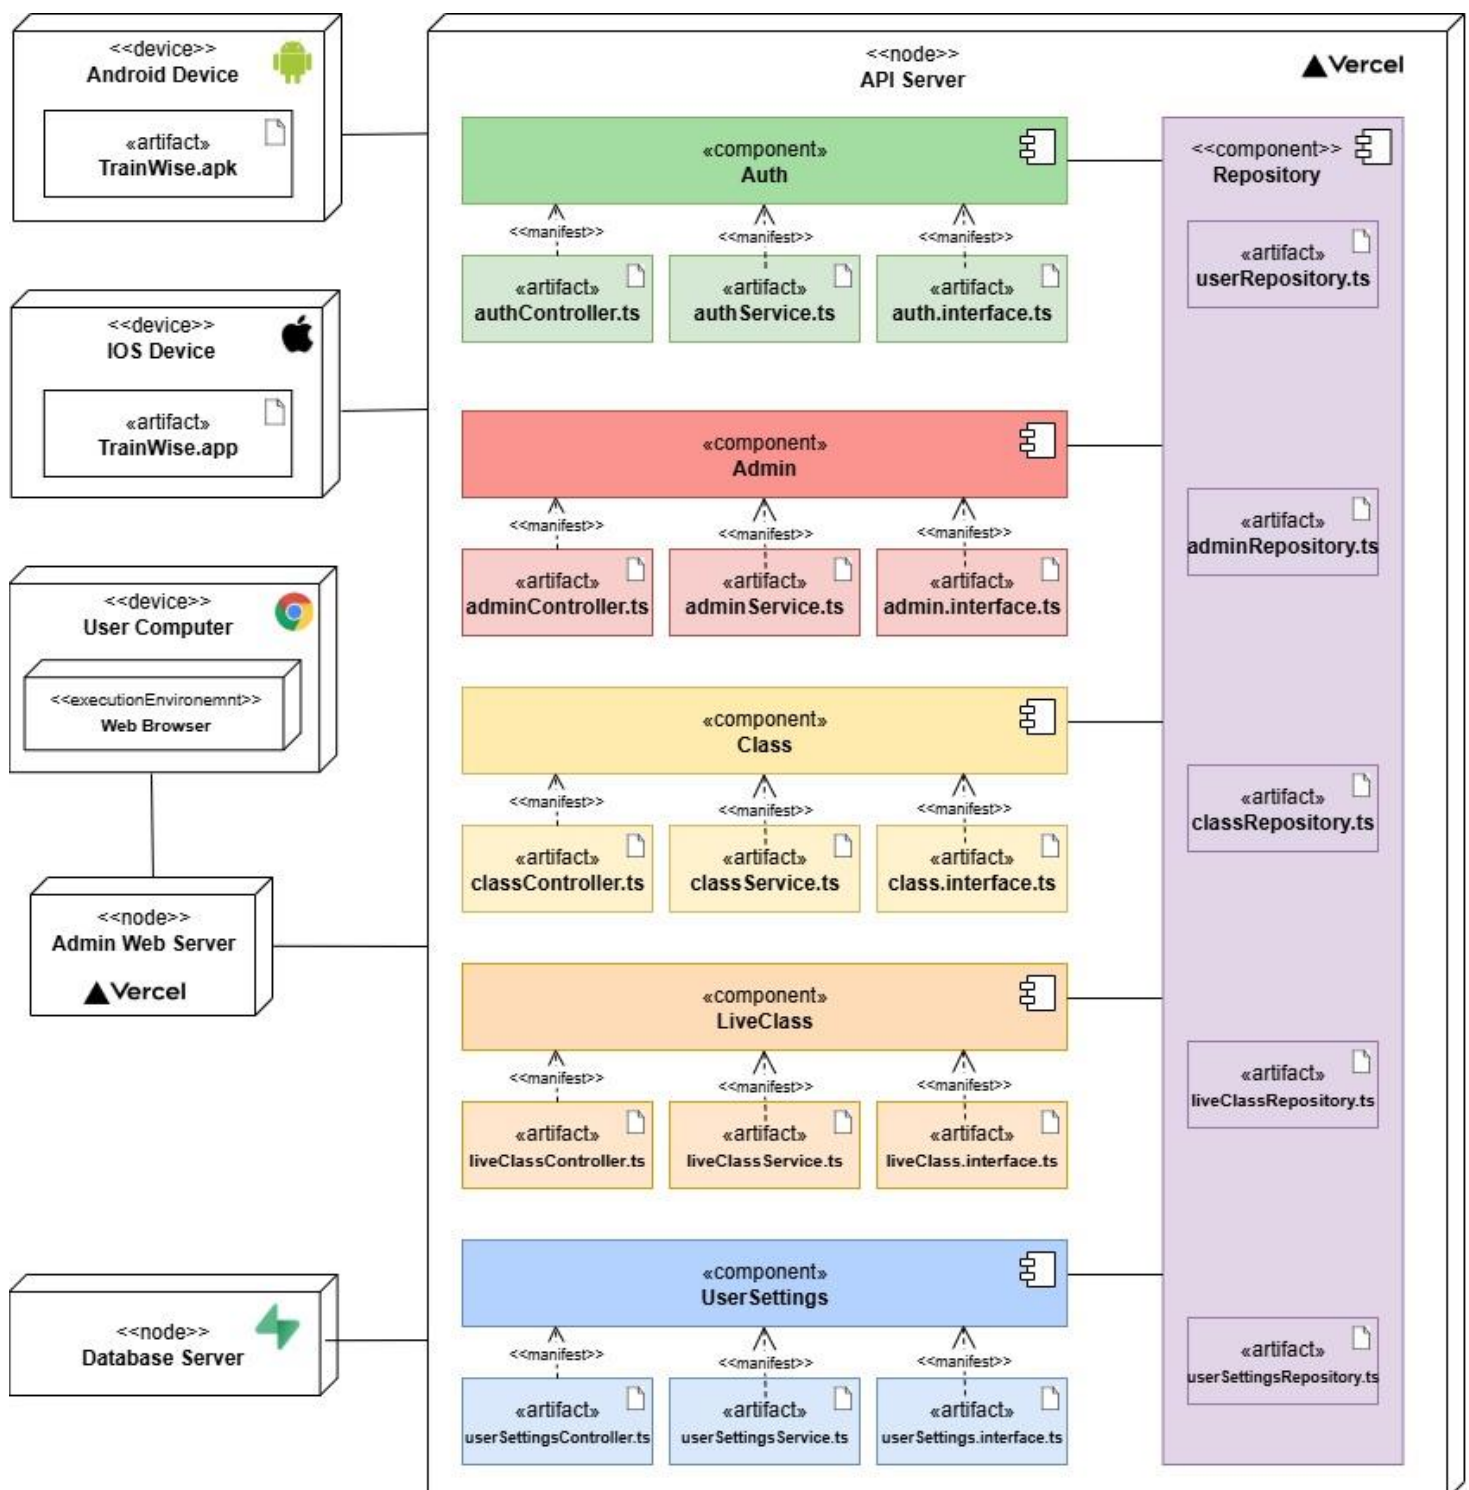 <<device>>
Android Device
«artifact»
TrainWise.apk
<<device>>
IOS Device
«artifact»
TrainWise.app
<<device>>
User Computer
<<executionEnvironemnt>>
Web Browser
<<node>>
Admin Web Server
Vercel
<<node>>
Database Server
<<node>>
API Server
Vercel
«component»
Auth
<<manifest>>
<<manifest>>
<<manifest>>
«artifact»
authController.ts
«artifact»
authService.ts
«artifact»
auth.interface.ts
«component»
Admin
<<manifest>>
<<manifest>>
<<manifest>>
«artifact»
adminController.ts
«artifact»
adminService.ts
«artifact»
admin.interface.ts
«component»
Class
<<manifest>>
<<manifest>>
<<manifest>>
«artifact»
classController.ts
«artifact»
classService.ts
«artifact»
class.interface.ts
«component»
LiveClass
<<manifest>>
<<manifest>>
<<manifest>>
«artifact»
liveClassController.ts
«artifact»
liveClassService.ts
«artifact»
liveClass.interface.ts
«component»
UserSettings
<<manifest>>
<<manifest>>
<<manifest>>
«artifact»
userSettingsController.ts
«artifact»
userSettingsService.ts
«artifact»
userSettings.interface.ts
<<component>>
Repository
«artifact»
userRepository.ts
«artifact»
adminRepository.ts
«artifact»
classRepository.ts
«artifact»
liveClassRepository.ts
«artifact»
userSettingsRepository.ts